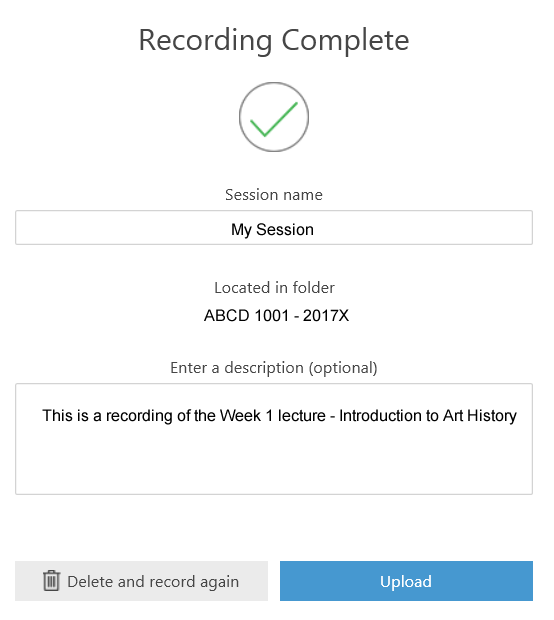 Recording Complete
Session name
My Session
Located in folder
ABCD 1001 - 2017X
Enter a description (optional)
This is a recording of the Week 1 lecture - Introduction to Art History
Delete and record again
Upload